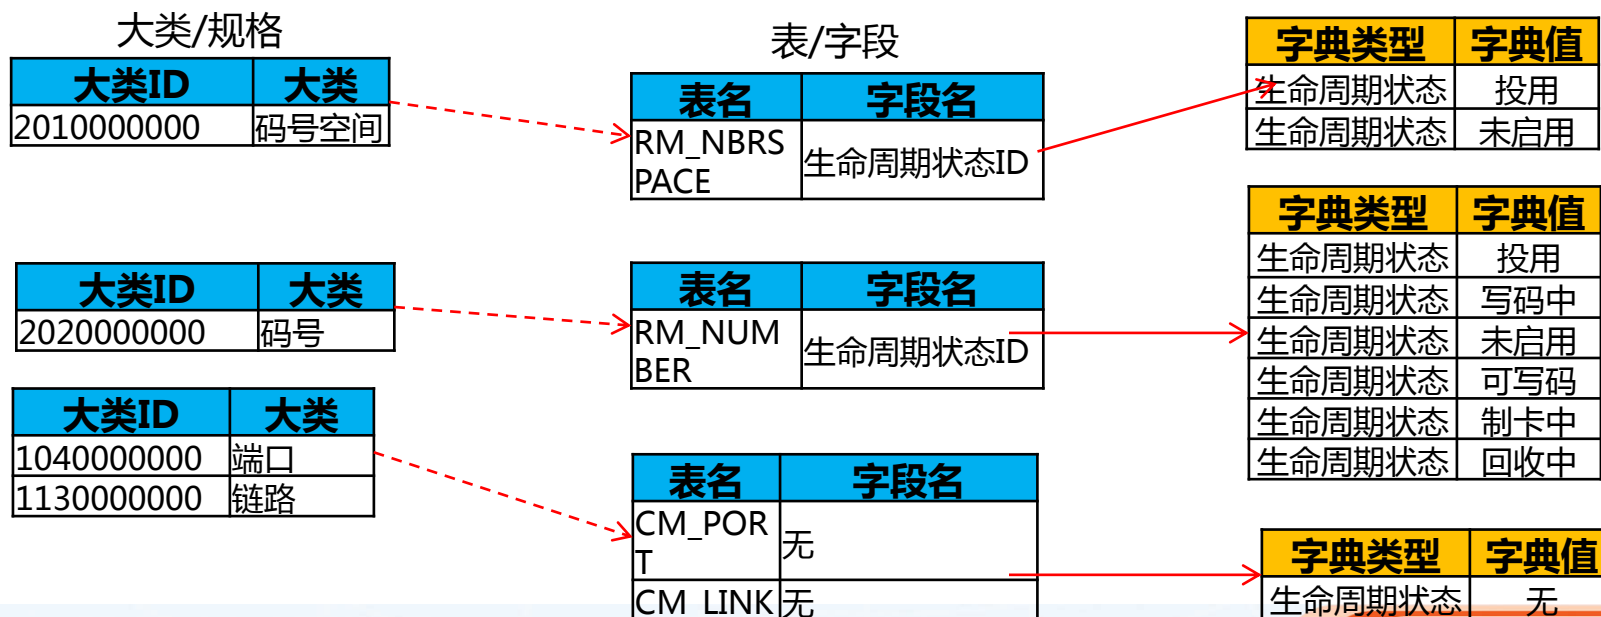 大类/规格
大类ID 大类
2010000000 码号空间
大类ID 大类
2020000000 码号
大类ID 大类
1040000000 端口
1130000000 链路
表/字段
表名 字段名
RM_NBRS
PACE
生命周期状态ID
表名 字段名
RM_NUM
BER
生命周期状态ID
表名 字段名
CM_POR
T
无
CM_LINK 无
字典类型 字典值
生命周期状态 投用
生命周期状态 未启用
字典类型 字典值
生命周期状态 投用
生命周期状态 写码中
生命周期状态 未启用
生命周期状态 可写码
生命周期状态 制卡中
生命周期状态 回收中
字典类型 字典值
生命周期状态 无